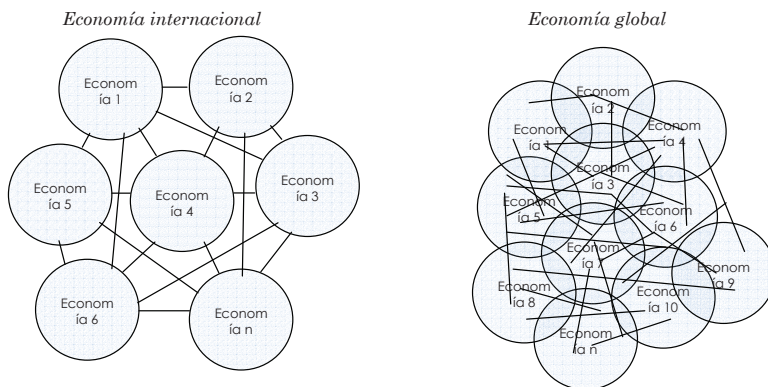 Economía internacional
Econom
ía 1
Econom
ía 2
Econom
ía 5
Econom
ía 4
Econom
ía 3
Econom
ía 6
Econom
ía n
Economía global
Econom
ía 2
Econom
ía 1
Econom
ía 4
Econom
ía 3
Econom
ía 5
Econom
ía 6
Econom
ía 7
Econom
ía 9
Econom
ía 8
Econom
ía 10
Econom
ía n